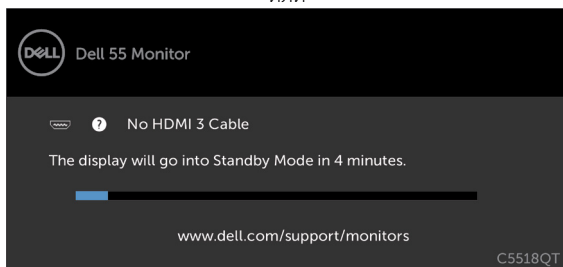 или
DELL
Dell 55 Monitor
? No HDMI 3 Cable
The display will go into Standby Mode in 4 minutes.
www.dell.com/support/monitors
C5518QT